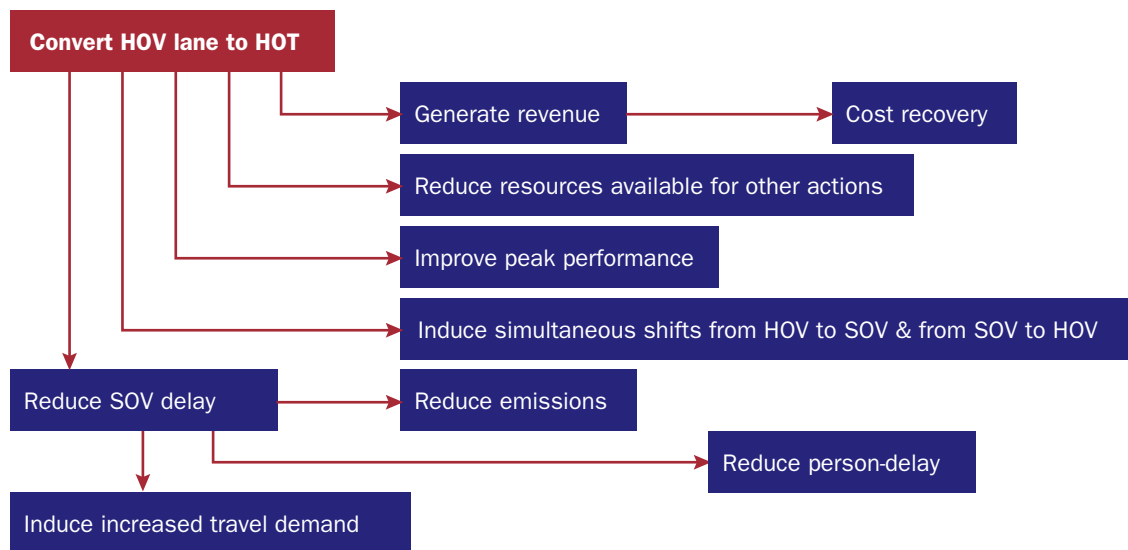 Convert HOV lane to HOT
Generate revenue
Cost recovery
Reduce resources available for other actions
Improve peak performance
Induce simultaneous shifts from HOV to SOV & from SOV to HOV
Reduce SOV delay
Reduce emissions
Reduce person-delay
Induce increased travel demand